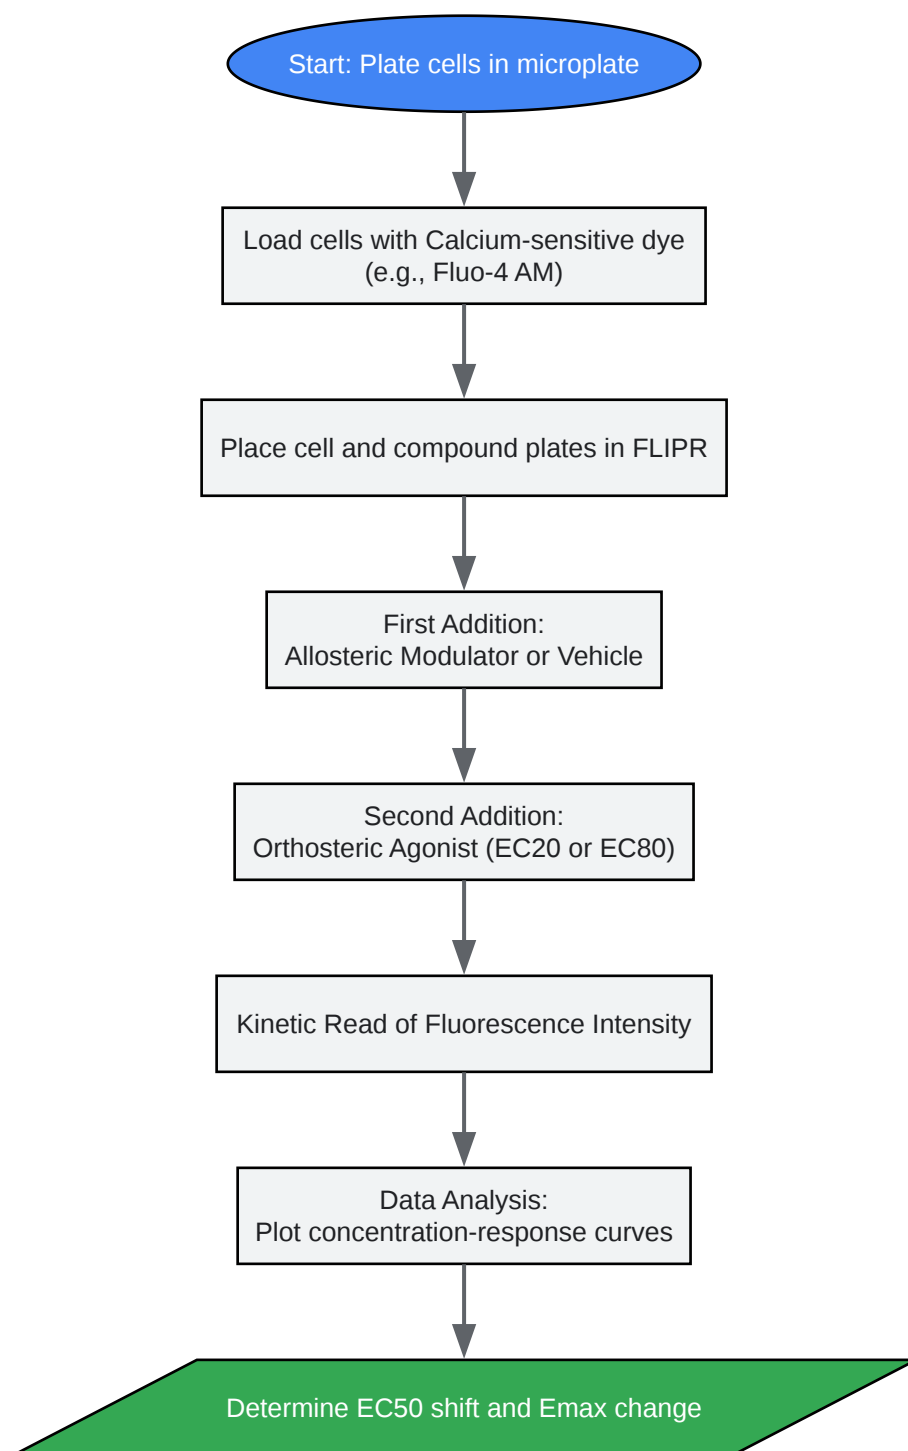 Start: Plate cells in microplate
Load cells with Calcium-sensitive dye
(e.g., Fluo-4 AM)
Place cell and compound plates in FLIPR
First Addition:
Allosteric Modulator or Vehicle
Second Addition:
Orthosteric Agonist (EC20 or EC80)
Kinetic Read of Fluorescence Intensity
Data Analysis:
Plot concentration-response curves
Determine EC50 shift and Emax change